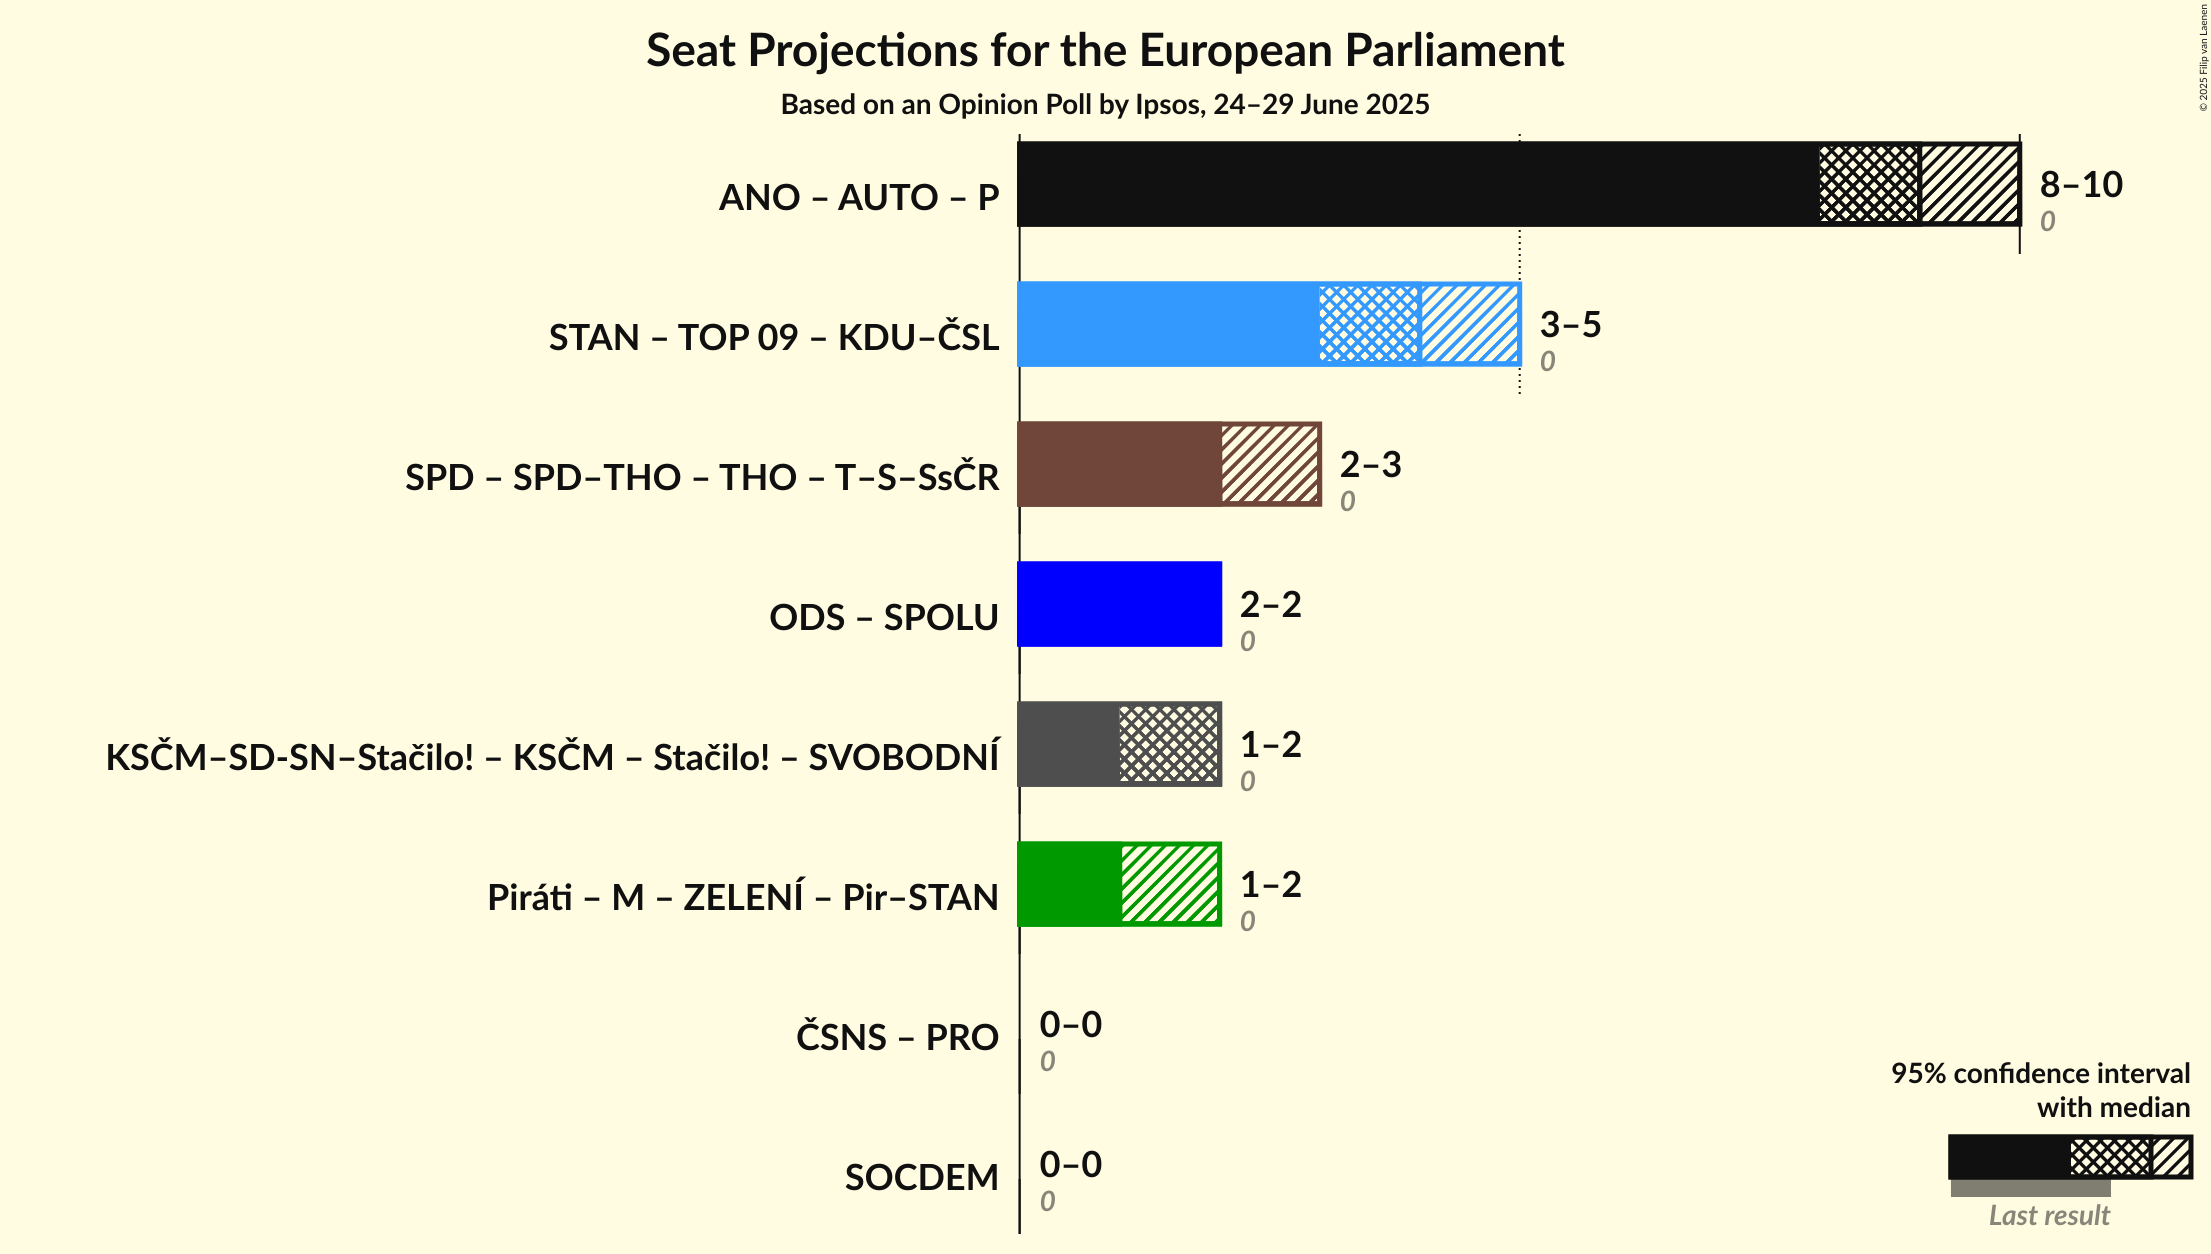 Seat Projections for the European Parliament
Based on an Opinion Poll by Ipsos, 24–29 June 2025
© 2025 Filip van Laenen
ANO – AUTO – P
8–10
0
STAN – TOP 09 – KDU–ČSL
3–5
0
SPD – SPD–THO – THO – T–S–SsČR
2–3
0
ODS – SPOLU
2–2
0
KSČM–SD-SN–Stačilo! – KSČM – Stačilo! – SVOBODNÍ
1–2
0
Piráti – M – ZELENÍ – Pir–STAN
1–2
0
ČSNS – PRO
0–0
0
SOCDEM
0–0
0
95% confidence interval
with median
Last result